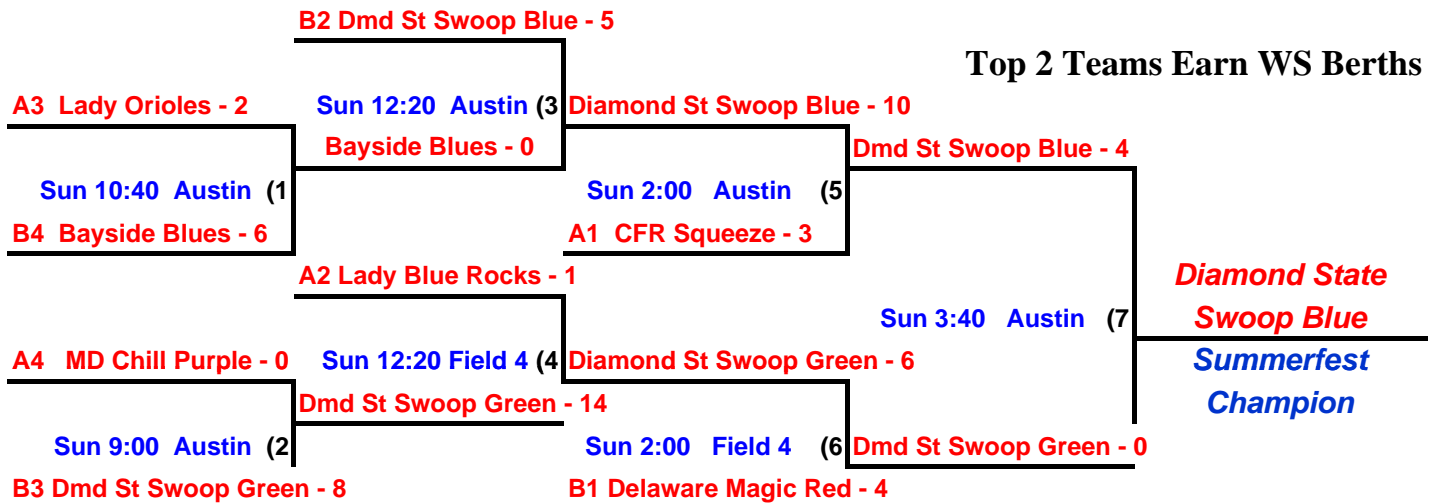 B2 Dmd St Swoop Blue - 5
Top 2 Teams Earn WS Berths
A3 Lady Orioles - 2
Sun 12:20 Austin (3
Diamond St Swoop Blue - 10
Bayside Blues - 0
Dmd St Swoop Blue - 4
Sun 10:40 Austin (1
Sun 2:00 Austin (5
B4 Bayside Blues - 6
A1 CFR Squeeze - 3
A2 Lady Blue Rocks - 1
Diamond State
Sun 3:40 Austin (7
Swoop Blue
A4 MD Chill Purple - 0
Sun 12:20 Field 4 (4
Diamond St Swoop Green - 6
Summerfest
Dmd St Swoop Green - 14
Champion
Sun 9:00 Austin (2
Sun 2:00 Field 4 (6
Dmd St Swoop Green - 0
B3 Dmd St Swoop Green - 8
B1 Delaware Magic Red - 4